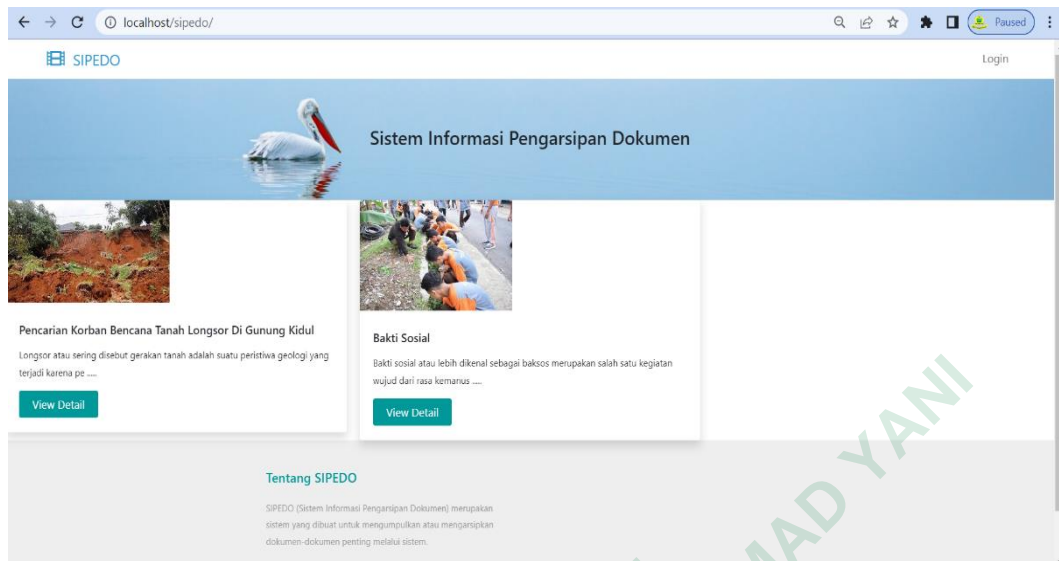 localhost/sipedo/
Paused
SIPEDO
Login
Sistem Informasi Pengarsipan Dokumen
Pencarian Korban Bencana Tanah Longsor Di Gunung Kidul
Longsor atau sering disebut gerakan tanah adalah suatu peristiwa geologi yang
terjadi karena pe .....
View Detail
Bakti Sosial
Bakti sosial atau lebih dikenal sebagai baksos merupakan salah satu kegiatan
wujud dari rasa kemanus .....
View Detail
Tentang SIPEDO
SIPEDO (Sistem Informasi Pengarsipan Dokumen) merupakan
sistem yang dibuat untuk mengumpulkan atau mengarsipkan
dokumen-dokumen penting melalui sistem.
MAD YANI